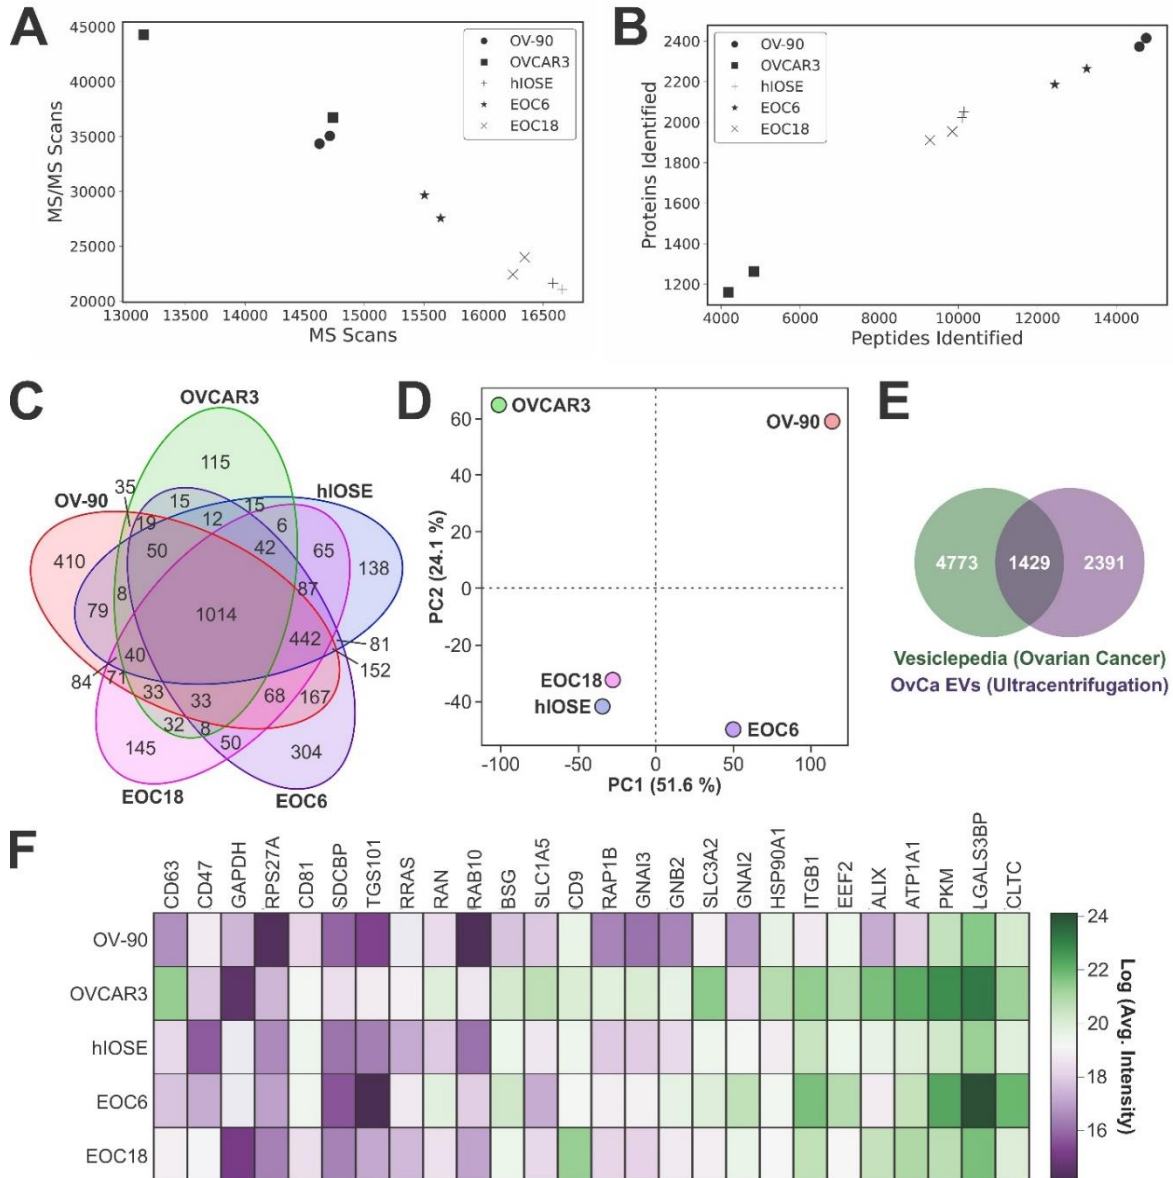 A
45000
40000
35000
30000
25000
20000
MS/MS Scans
13000 13500 14000 14500 15000 15500 16000 16500
MS Scans
OV-90
OVCAR3
hIOSE
EOC6
EOC18
B
2400
2200
2000
1800
1600
1400
1200
Proteins Identified
4000 6000 8000 10000 12000 14000
Peptides Identified
OV-90
OVCAR3
hIOSE
EOC6
EOC18
C
OVCAR3
115
35 15 15 hIOSE
OV-90 19 12 6
410 50 42 65 138
8 87
79 1014
442 81
40 152
84 71
33 33 68 167
32 8
145 50 304
EOC18 EOC6
D
60
40
20
0
-20
-40
PC2 (24.1 %)
OVCAR3
OV-90
EOC18
hIOSE
EOC6
-100 -50 0 50 100
PC1 (51.6 %)
E
4773 1429 2391
Vesiclepedia (Ovarian Cancer)
OvCa EVs (Ultracentrifugation)
F
CD63
CD47
GAPDH
RPS27A
CD81
SDCBP
TGS101
RRAS
RAN
RAB10
BSG
SLC1A5
CD9
RAP1B
GNAI3
GNB2
SLC3A2
GNAI2
HSP90A1
ITGB1
EEF2
ALIX
ATP1A1
PKM
LGALS3BP
CLTC
OV-90
OVCAR3
hIOSE
EOC6
EOC18
24
22
20
18
16
Log (Avg. Intensity)